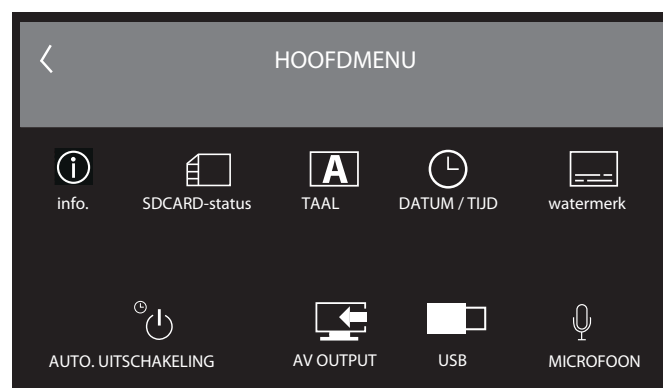 HOOFDMENU
info. SDCARD-status TAAL DATUM / TIJD watermerk
AUTO. UITSCHAKELING AV OUTPUT USB MICROFOON